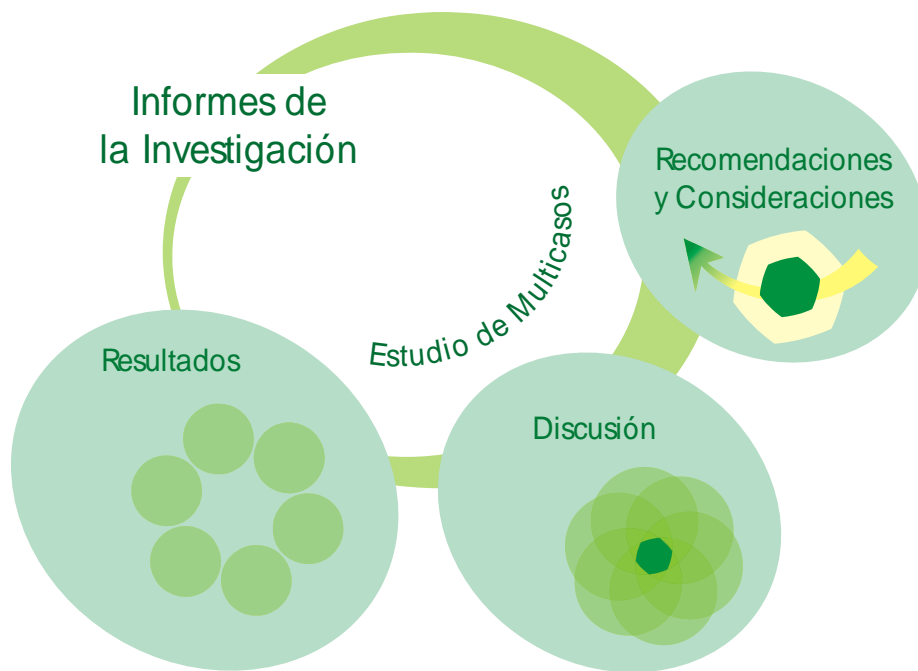 Informes de
la Investigación
Recomendaciones
y Consideraciones
Estudio de Multicasos
Resultados
Discusión